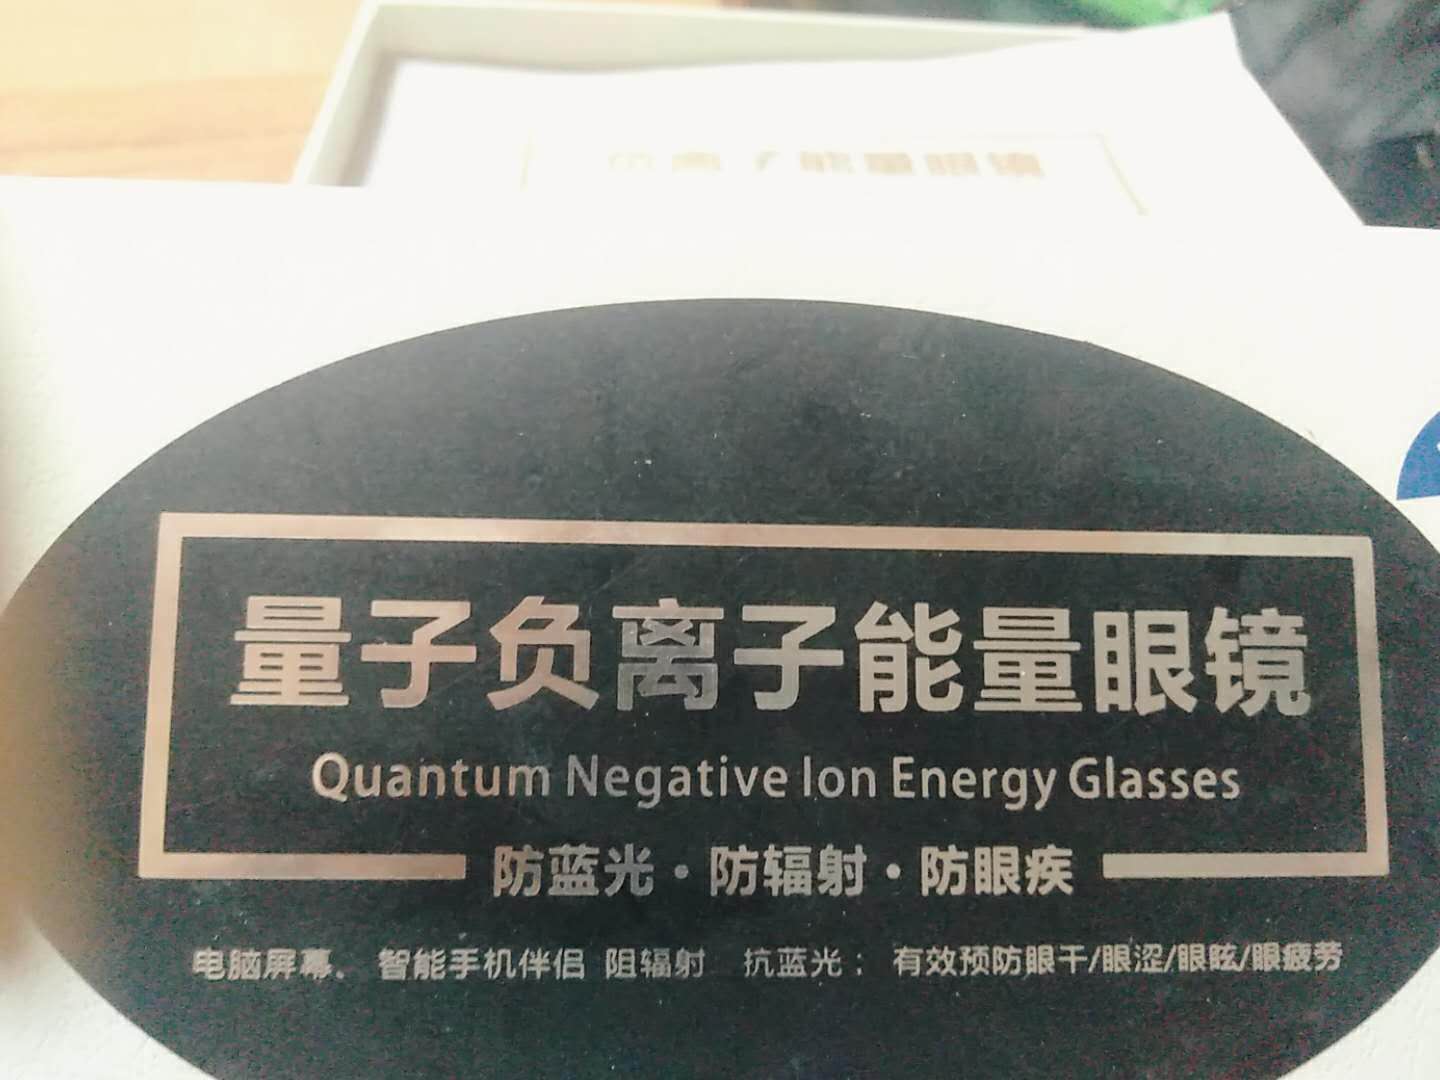 负离子能量眼镜
量子负离子能量眼镜
Quantum Negative Ion Energy Glasses
防蓝光·防辐射·防眼疾
电脑屏幕、智能手机伴侣 阻辐射 抗蓝光；有效预防眼干/眼涩/眼眩/眼疲劳